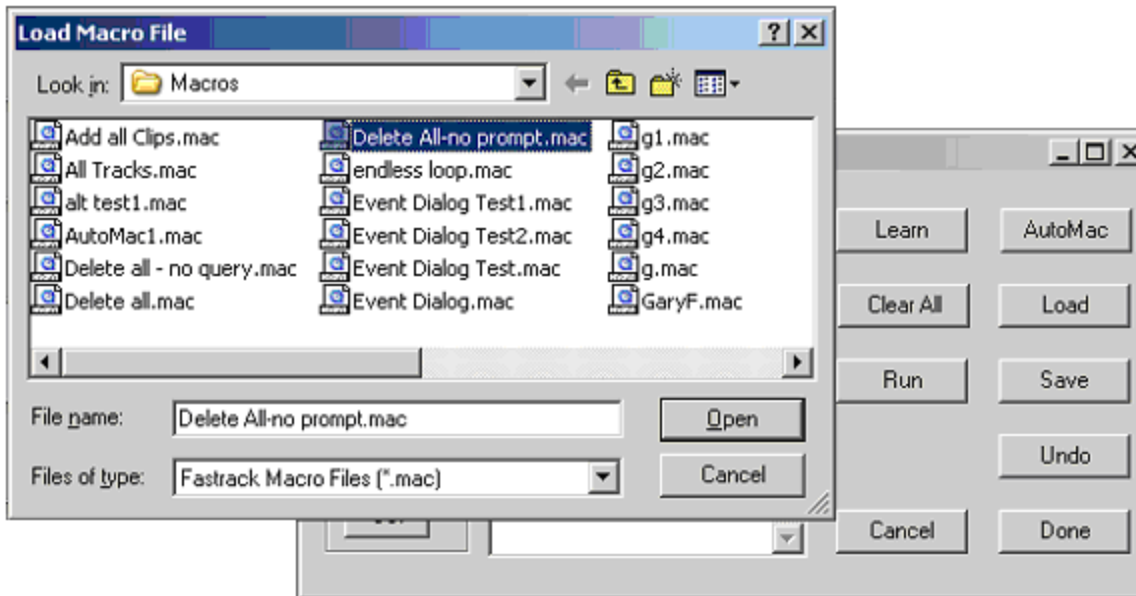 Load Macro File
Look in: Macros
Add all Clips.mac
All Tracks.mac
alt test1.mac
AutoMac1.mac
Delete all - no query.mac
Delete all.mac
Delete All-no prompt.mac
endless loop.mac
Event Dialog Test1.mac
Event Dialog Test2.mac
Event Dialog Test.mac
Event Dialog.mac
g1.mac
g2.mac
g3.mac
g4.mac
g.mac
GaryF.mac
File name: Delete All-no prompt.mac
Open
Files of type: Fastrack Macro Files (*.mac)
Cancel
Learn AutoMac
Clear All Load
Run Save
Undo
Cancel Done